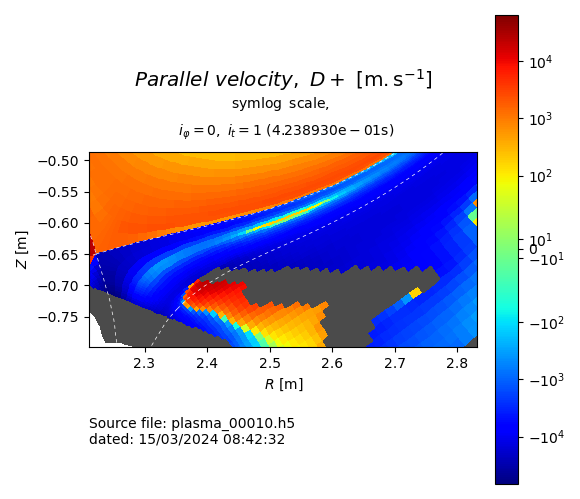 Parallel velocity, D+ [m.s⁻¹]
symlog scale,
iφ = 0, it = 1 (4.238930e − 01s)
−0.50
−0.55
−0.60
−0.65
−0.70
−0.75
Z [m]
2.3 2.4 2.5 2.6 2.7 2.8
R [m]
10⁴
10³
10²
10¹
0
−10¹
−10²
−10³
−10⁴
Source file: plasma_00010.h5
dated: 15/03/2024 08:42:32